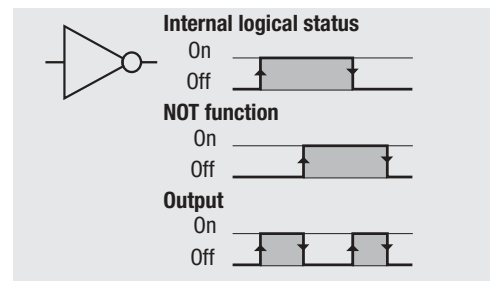 Internal logical status
On
Off
NOT function
On
Off
Output
On
Off